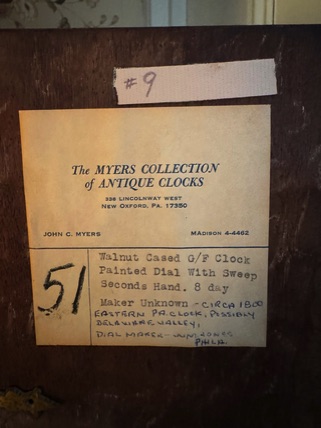 #9
The MYERS COLLECTION
of ANTIQUE CLOCKS
336 LINCOLNWAY WEST
NEW OXFORD, PA. 17350
JOHN C. MYERS MADISON 4-4462
51
Walnut Cased G/F Clock
Painted Dial With Sweep
Seconds Hand. 8 day
Maker Unknown - CIRCA 1800
EASTERN PA. CLOCK, POSSIBLY
DELAWARE VALLEY,
DIAL MAKER - WM. JONES
PHILA.